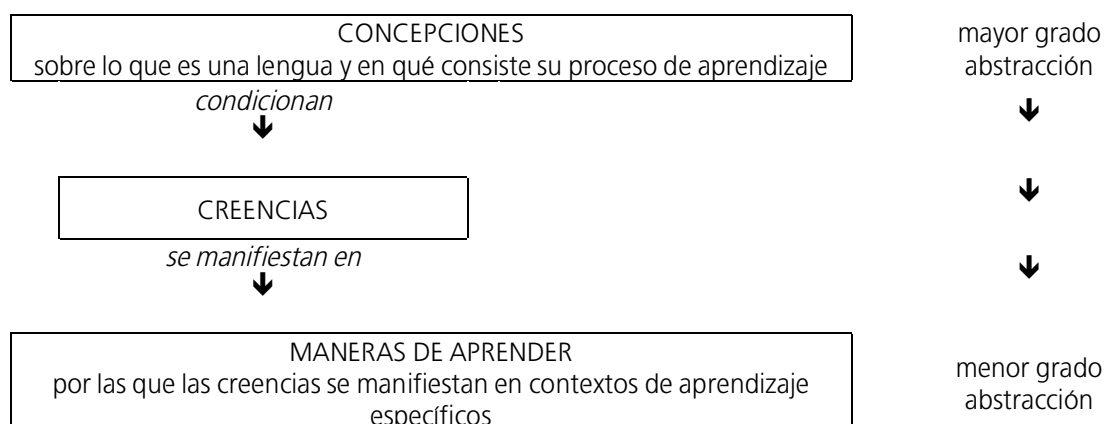 CONCEPCIONES
sobre lo que es una lengua y en qué consiste su proceso de aprendizaje
condicionan
CREENCIAS
se manifiestan en
MANERAS DE APRENDER
por las que las creencias se manifiestan en contextos de aprendizaje
específicos
mayor grado
abstracción
menor grado
abstracción